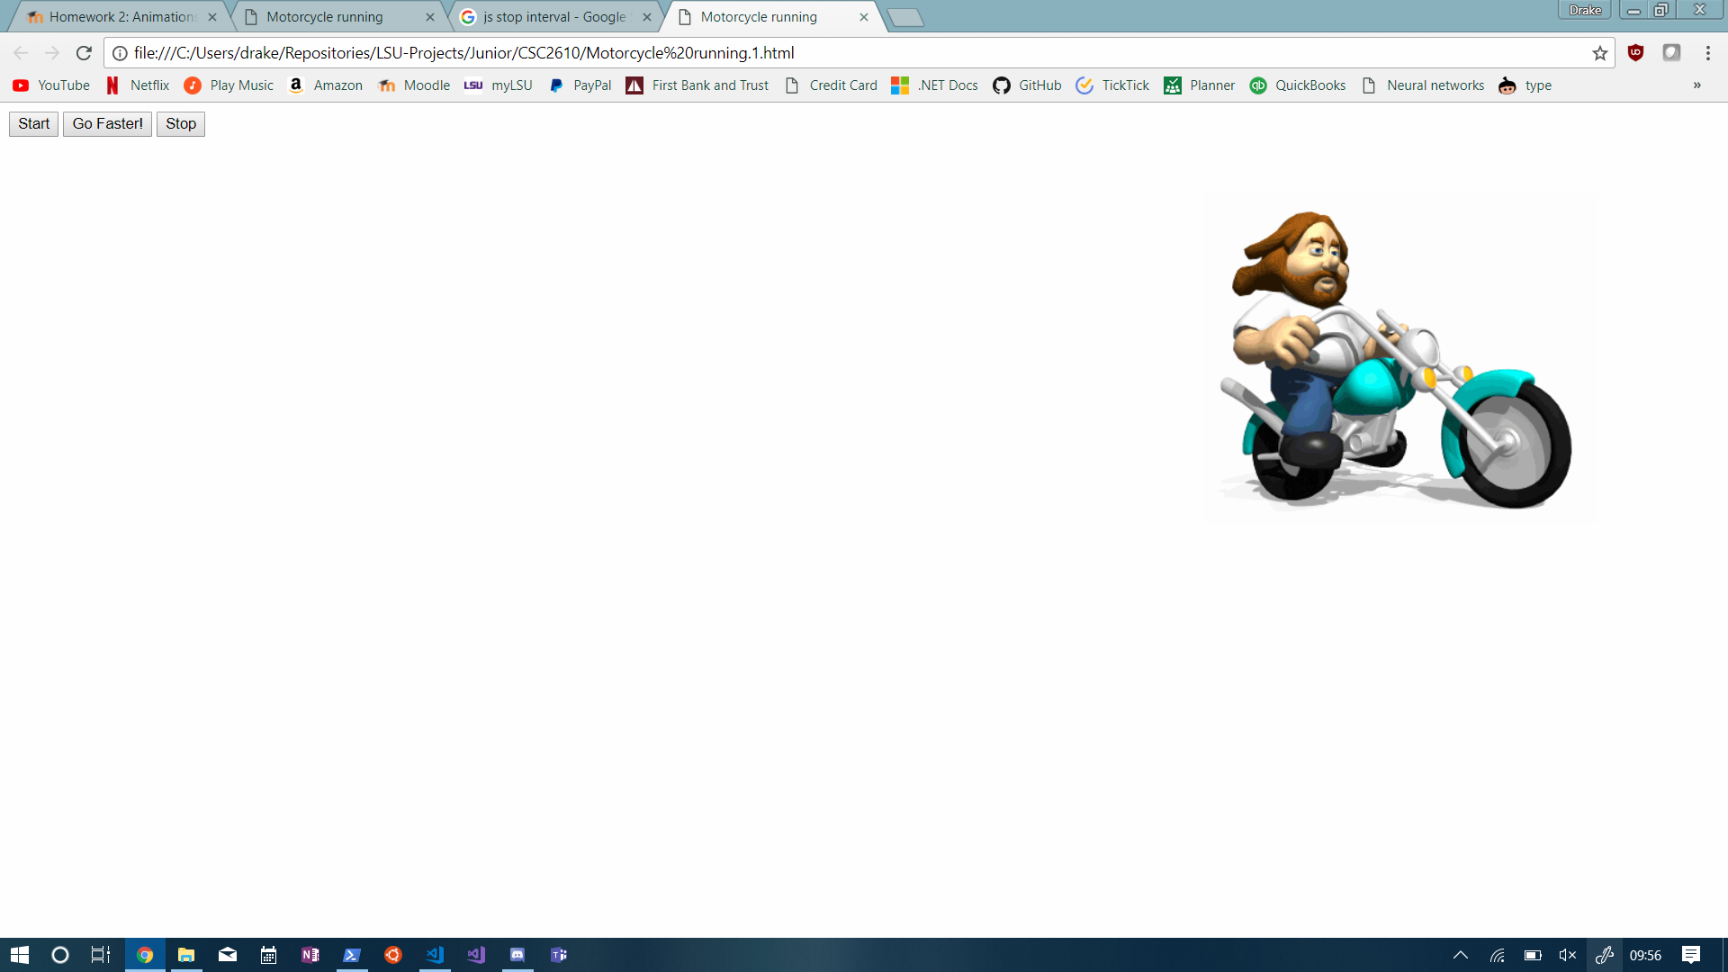 Homework 2: Animations
Motorcycle running
js stop interval - Google
Motorcycle running
Drake
file:///C:/Users/drake/Repositories/LSU-Projects/Junior/CSC2610/Motorcycle%20running.1.html
YouTube Netflix Play Music Amazon Moodle LSU myLSU PayPal First Bank and Trust Credit Card .NET Docs GitHub TickTick Planner QuickBooks Neural networks type »
Start Go Faster! Stop
09:56